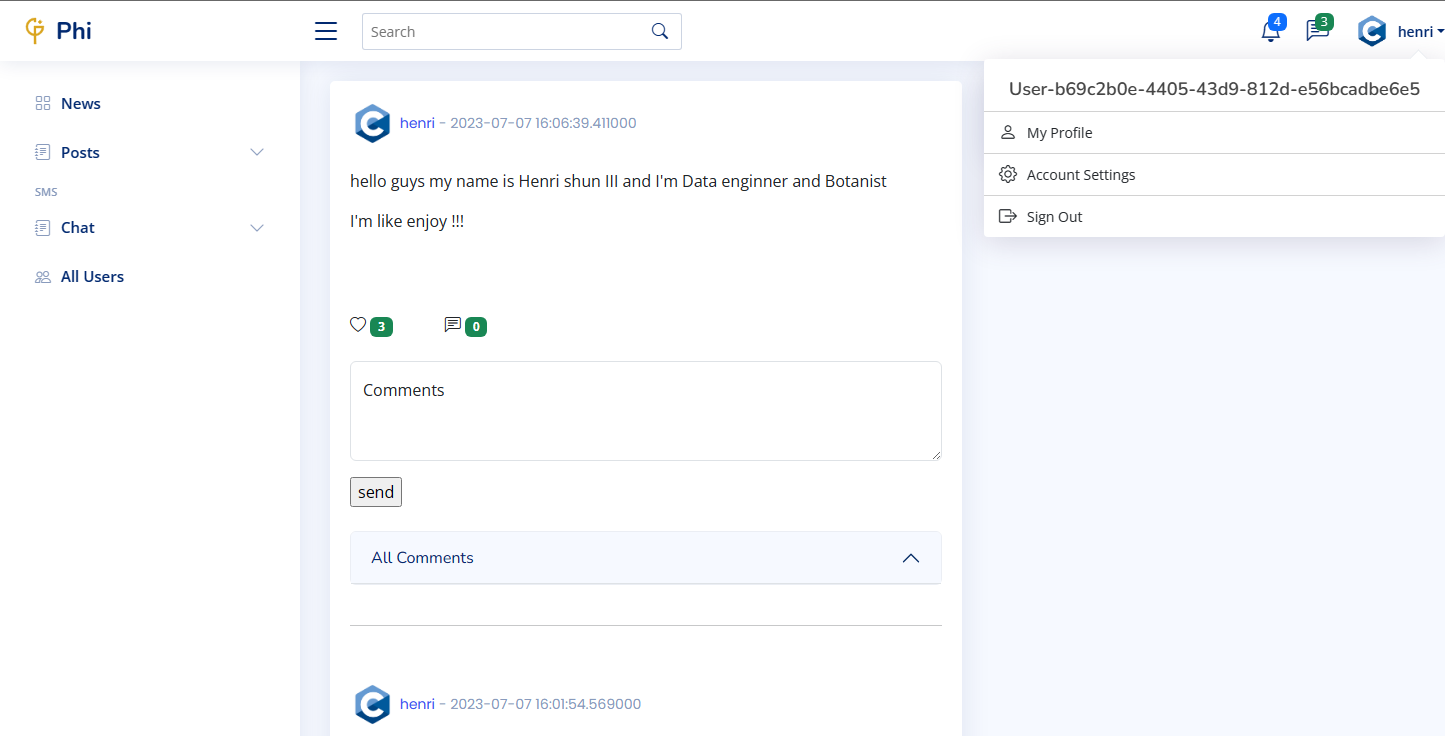 Phi
Search
4
3
henri
User-b69c2b0e-4405-43d9-812d-e56bcadbe6e5
My Profile
Account Settings
Sign Out
News
Posts
SMS
Chat
All Users
henri - 2023-07-07 16:06:39.411000
hello guys my name is Henri shun III and I'm Data enginner and Botanist
I'm like enjoy !!!
3
0
Comments
send
All Comments
henri - 2023-07-07 16:01:54.569000